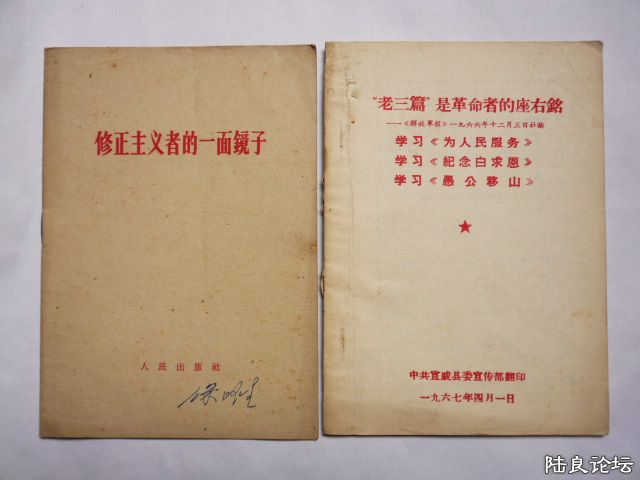 修正主义者的一面鏡子
人民出版社
“老三篇”是革命者的座右銘
——《解放军报》一九六六年十二月三日社論
学习《为人民服务》
学习《紀念白求恩》
学习《愚公移山》
中共宣威县委宣传部翻印
一九六七年四月一日
陆良论坛